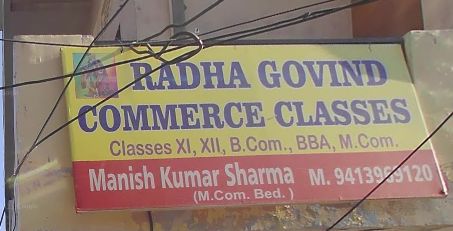 RADHA GOVIND
COMMERCE CLASSES
Classes XI, XII, B.Com., BBA, M.Com.
Manish Kumar Sharma M. 9413969120
(M.Com. Bed. )